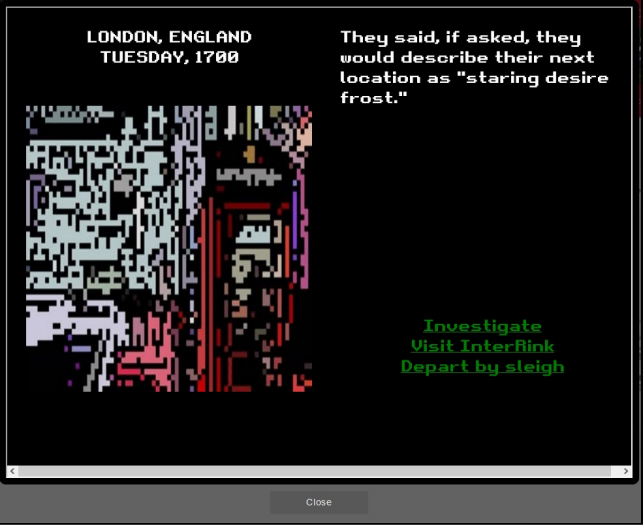 LONDON, ENGLAND
TUESDAY, 1700
They said, if asked, they
would describe their next
location as "staring desire
frost."
Investigate
Visit InterRink
Depart by sleigh
Close